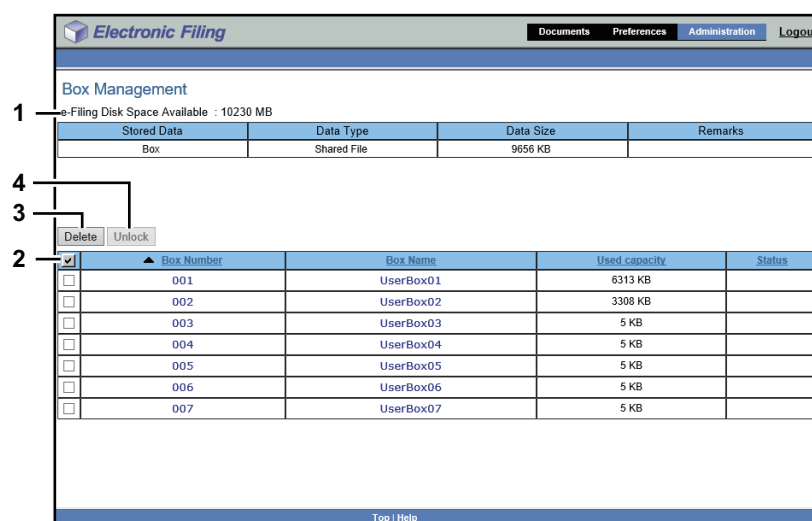 Electronic Filing Documents Preferences Administration Logou
Box Management
1 e-Filing Disk Space Available : 10230 MB
Stored Data Data Type Data Size Remarks
Box Shared File 9656 KB
4
3
Delete Unlock
2 ▲ Box Number Box Name Used capacity Status
001 UserBox01 6313 KB
002 UserBox02 3308 KB
003 UserBox03 5 KB
004 UserBox04 5 KB
005 UserBox05 5 KB
006 UserBox06 5 KB
007 UserBox07 5 KB
Top | Help